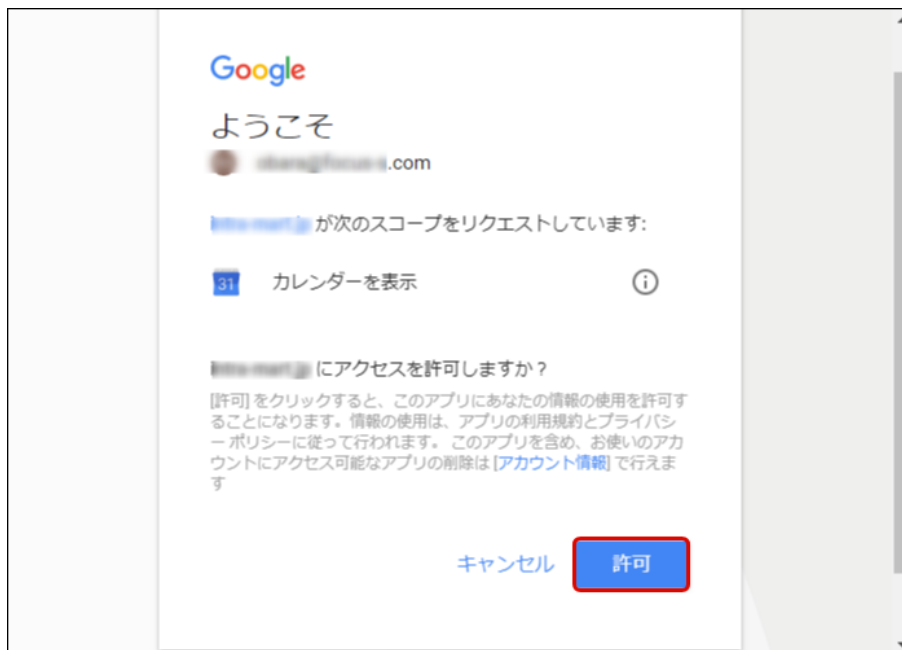 Google
ようこそ
.com
が次のスコープをリクエストしています:
31 カレンダーを表示
にアクセスを許可しますか？
[許可] をクリックすると、このアプリにあなたの情報の使用を許可す
ることになります。情報の使用は、アプリの利用規約とプライバシ
ー ポリシーに従って行われます。 このアプリを含め、お使いのアカ
ウントにアクセス可能なアプリの削除は [アカウント情報] で行えま
す
キャンセル 許可